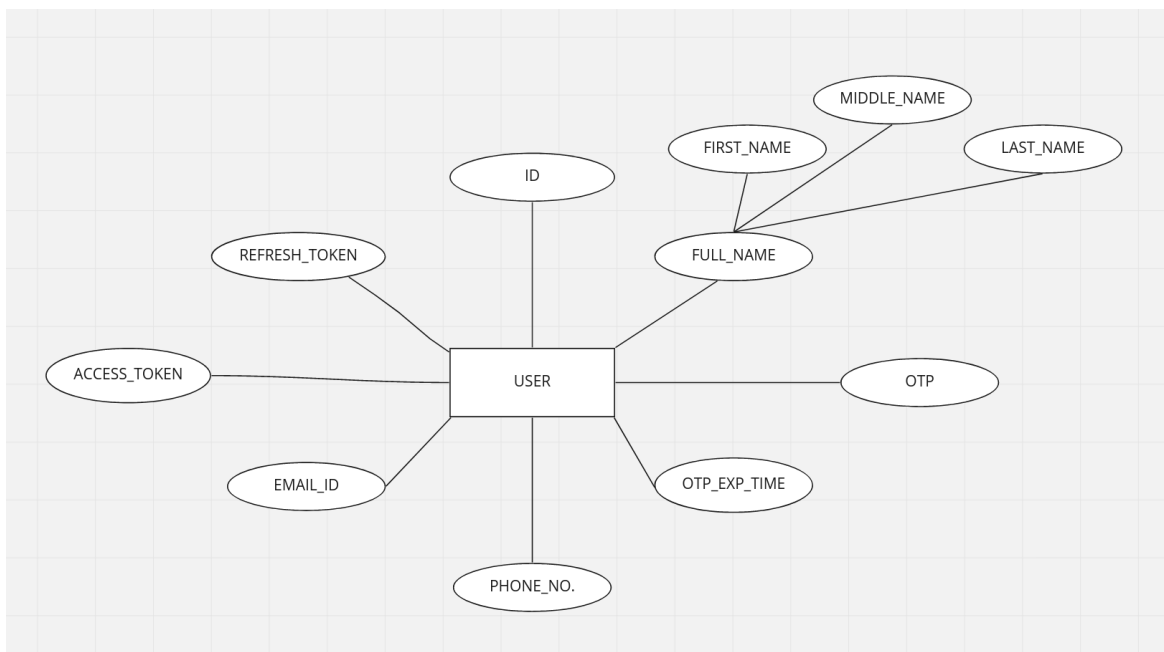 MIDDLE_NAME
FIRST_NAME
LAST_NAME
ID
REFRESH_TOKEN
FULL_NAME
ACCESS_TOKEN
USER
OTP
EMAIL_ID
OTP_EXP_TIME
PHONE_NO.